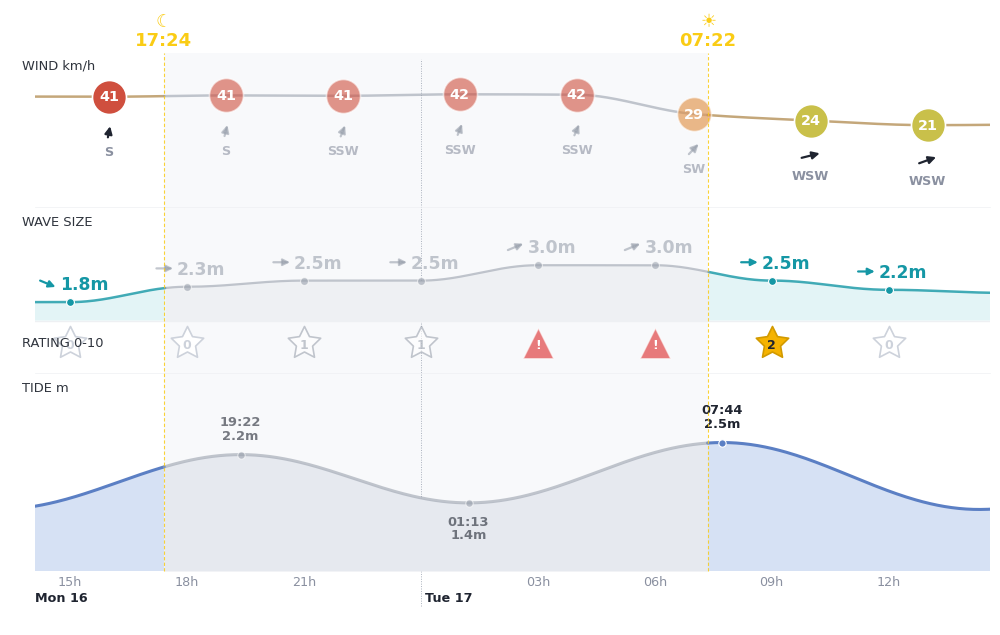 17:24
07:22
WIND km/h
41
41
41
42
42
29
24
21
S
S
SSW
SSW
SSW
SW
WSW
WSW
WAVE SIZE
1.8m
2.3m
2.5m
2.5m
3.0m
3.0m
2.5m
2.2m
RATING 0-10
0
0
1
1
!
!
2
0
TIDE m
19:22
2.2m
01:13
1.4m
07:44
2.5m
15h
18h
21h
03h
06h
09h
12h
Mon 16
Tue 17